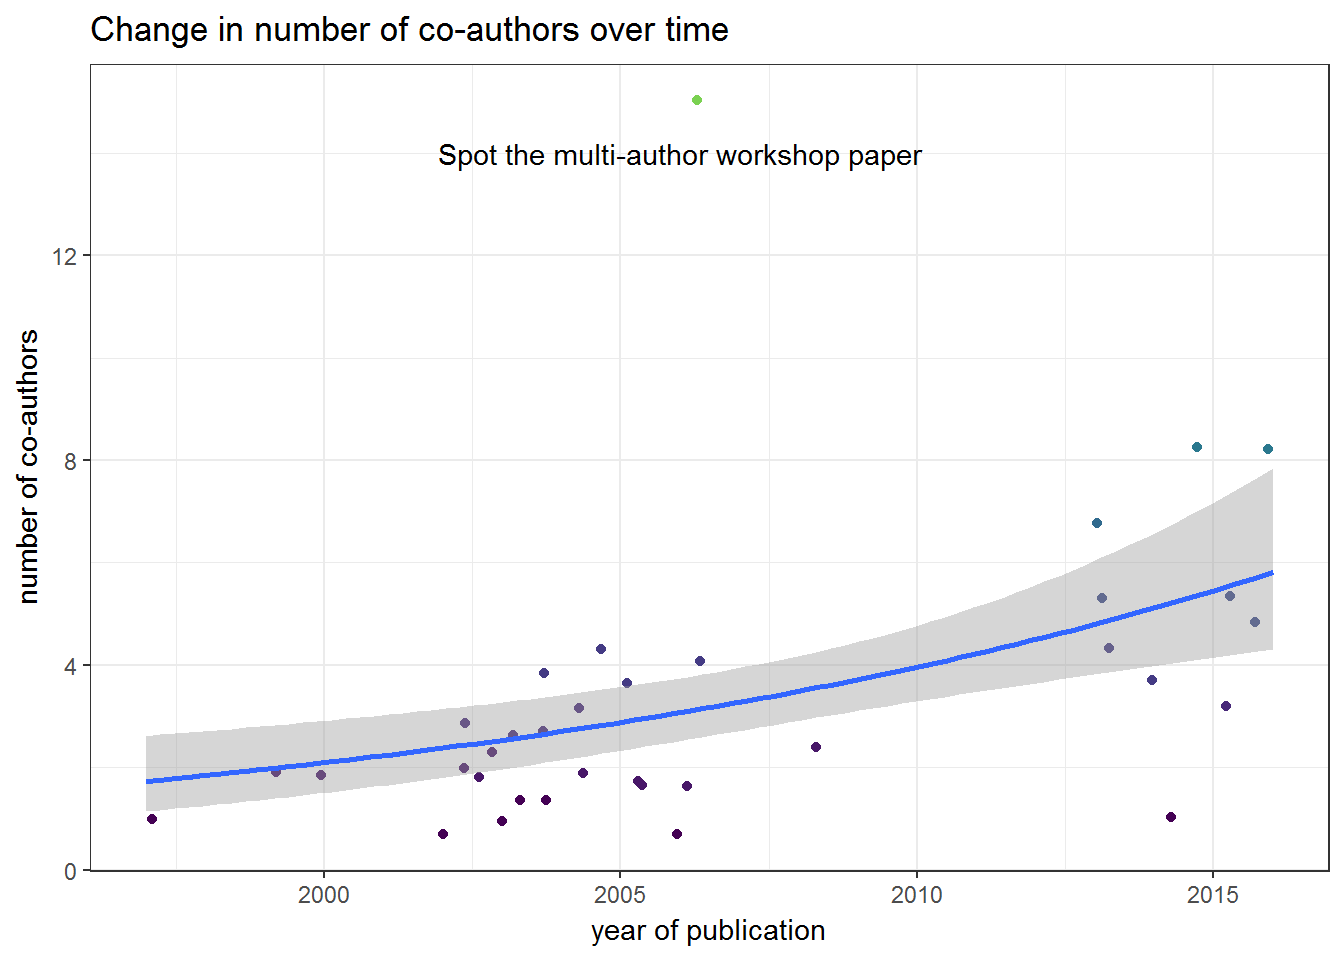 Change in number of co-authors over time
Spot the multi-author workshop paper
12
8
4
0
number of co-authors
2000 2005 2010 2015
year of publication